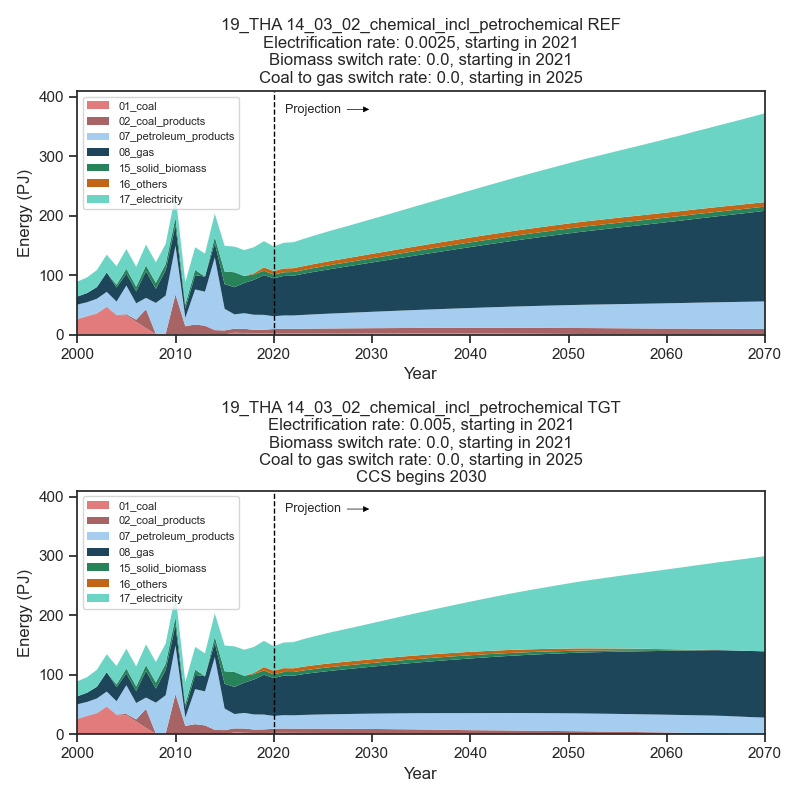 19_THA 14_03_02_chemical_incl_petrochemical REF
Electrification rate: 0.0025, starting in 2021
Biomass switch rate: 0.0, starting in 2021
Coal to gas switch rate: 0.0, starting in 2025
400
300
200
100
0
Energy (PJ)
01_coal
02_coal_products
07_petroleum_products
08_gas
15_solid_biomass
16_others
17_electricity
Projection
2000 2010 2020 2030 2040 2050 2060 2070
Year
19_THA 14_03_02_chemical_incl_petrochemical TGT
Electrification rate: 0.005, starting in 2021
Biomass switch rate: 0.0, starting in 2021
Coal to gas switch rate: 0.0, starting in 2025
CCS begins 2030
400
300
200
100
0
Energy (PJ)
01_coal
02_coal_products
07_petroleum_products
08_gas
15_solid_biomass
16_others
17_electricity
Projection
2000 2010 2020 2030 2040 2050 2060 2070
Year